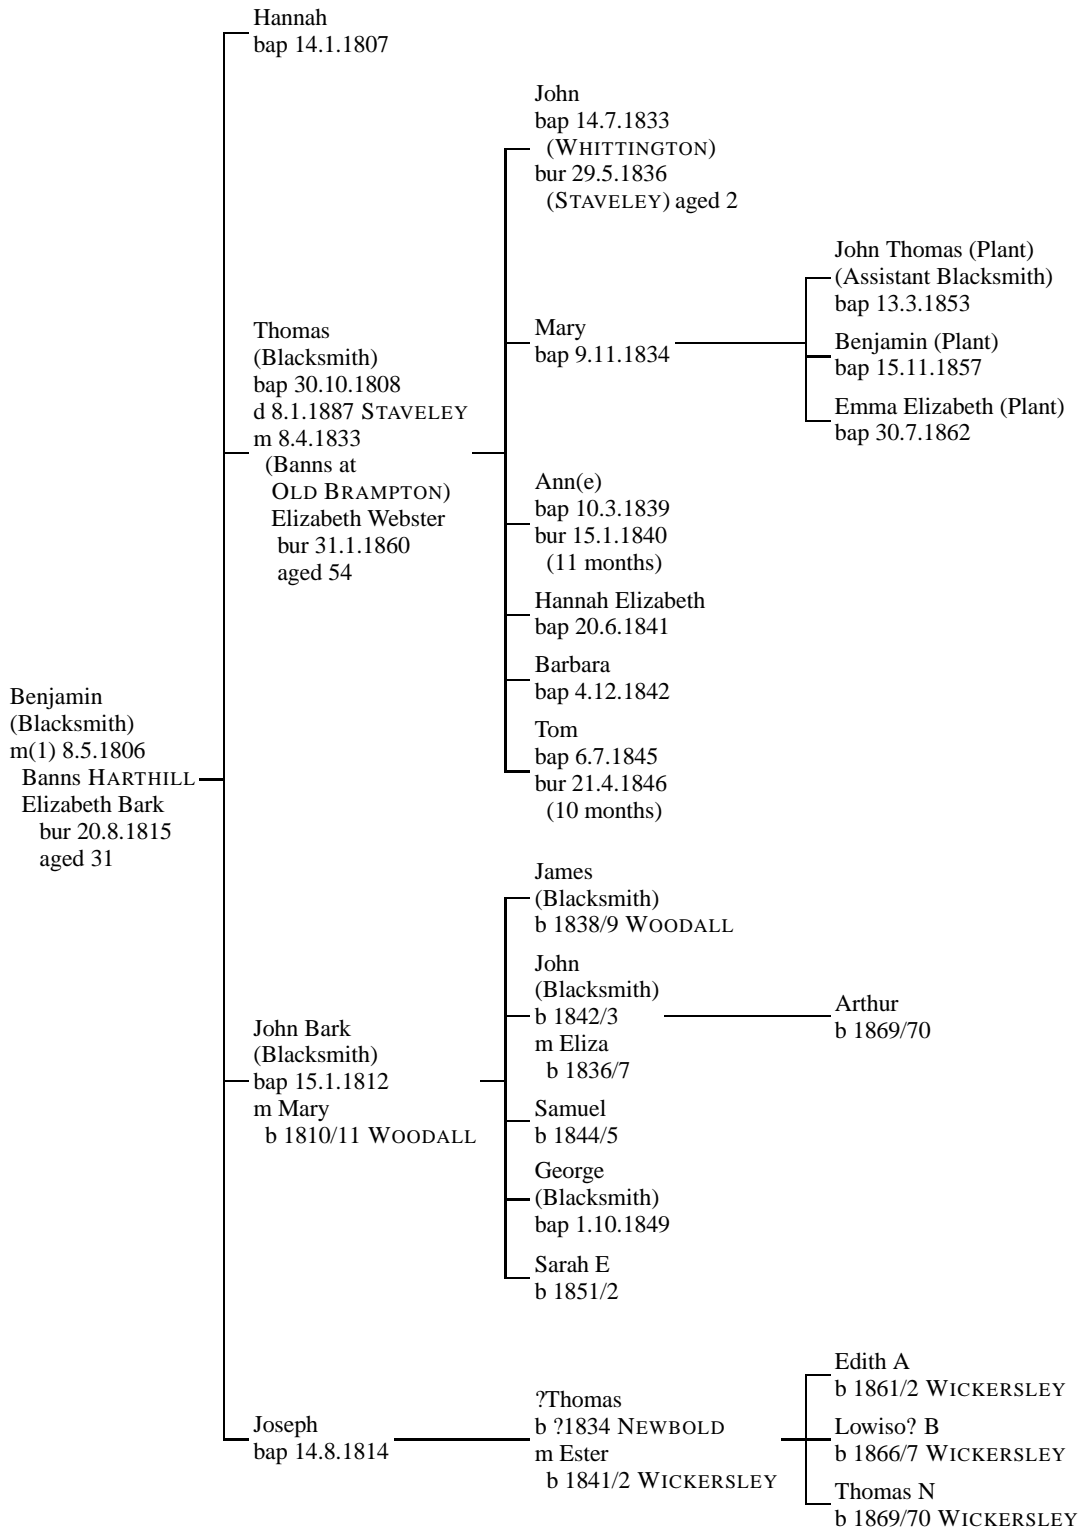 Hannah
bap 14.1.1807
John
bap 14.7.1833
(WHITTINGTON)
bur 29.5.1836
(STAVELEY) aged 2
John Thomas (Plant)
(Assistant Blacksmith)
bap 13.3.1853
Thomas
(Blacksmith)
bap 30.10.1808
d 8.1.1887 STAVELEY
m 8.4.1833
(Banns at
OLD BRAMPTON)
Elizabeth Webster
bur 31.1.1860
aged 54
Mary
bap 9.11.1834
Benjamin (Plant)
bap 15.11.1857
Emma Elizabeth (Plant)
bap 30.7.1862
Ann(e)
bap 10.3.1839
bur 15.1.1840
(11 months)
Hannah Elizabeth
bap 20.6.1841
Barbara
bap 4.12.1842
Tom
bap 6.7.1845
bur 21.4.1846
(10 months)
Benjamin
(Blacksmith)
m(1) 8.5.1806
Banns HARTHILL
Elizabeth Bark
bur 20.8.1815
aged 31
James
(Blacksmith)
b 1838/9 WOODALL
John
(Blacksmith)
b 1842/3
m Eliza
b 1836/7
Arthur
b 1869/70
John Bark
(Blacksmith)
bap 15.1.1812
m Mary
b 1810/11 WOODALL
Samuel
b 1844/5
George
(Blacksmith)
bap 1.10.1849
Sarah E
b 1851/2
Joseph
bap 14.8.1814
?Thomas
b ?1834 NEWBOLD
m Ester
b 1841/2 WICKERSLEY
Edith A
b 1861/2 WICKERSLEY
Lowiso? B
b 1866/7 WICKERSLEY
Thomas N
b 1869/70 WICKERSLEY